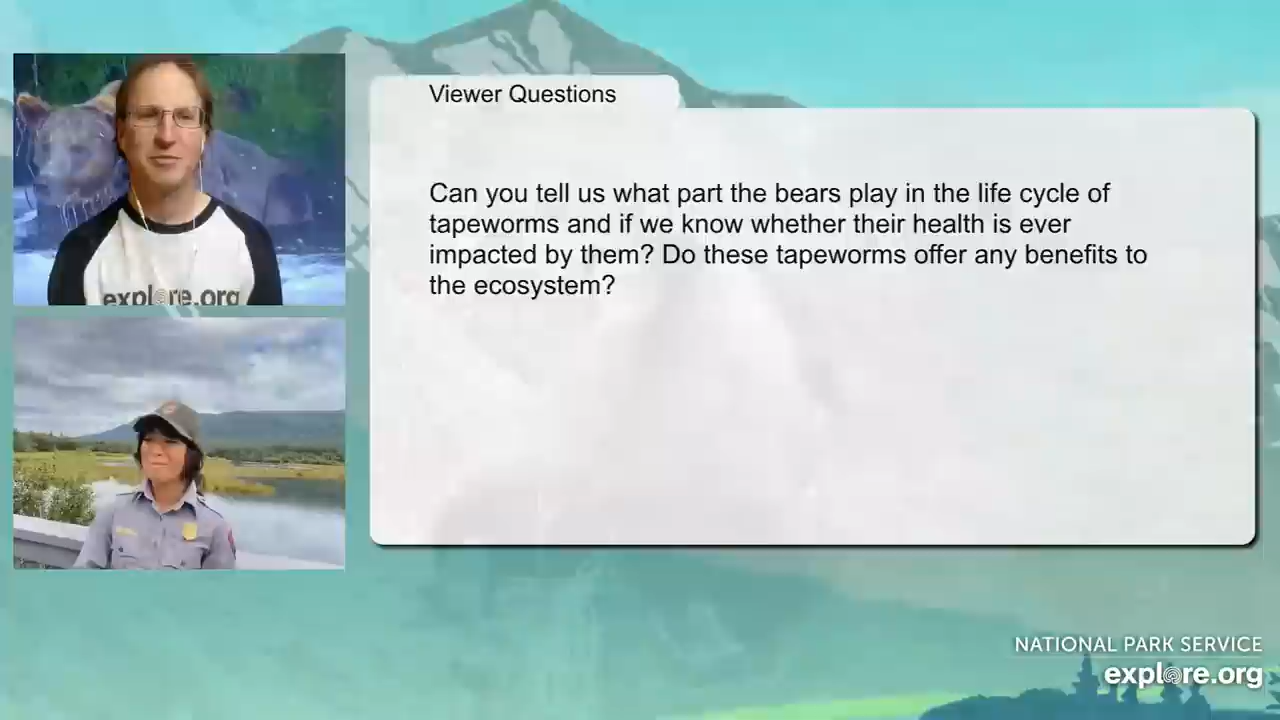 Viewer Questions
Can you tell us what part the bears play in the life cycle of
tapeworms and if we know whether their health is ever
impacted by them? Do these tapeworms offer any benefits to
the ecosystem?
explore.org
NATIONAL PARK SERVICE
explore.org